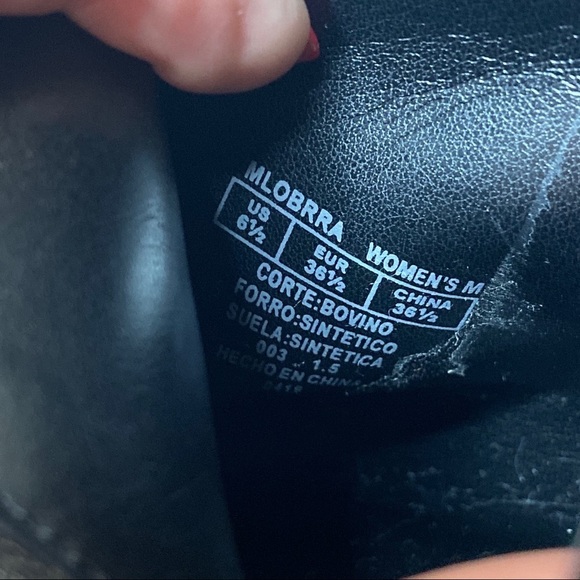 MLOBRRA WOMEN'S M
US EUR CHINA
6½ 36½ 36½
CORTE:BOVINO
FORRO:SINTETICO
SUELA:SINTETICA
003 1.5
HECHO EN CHINA